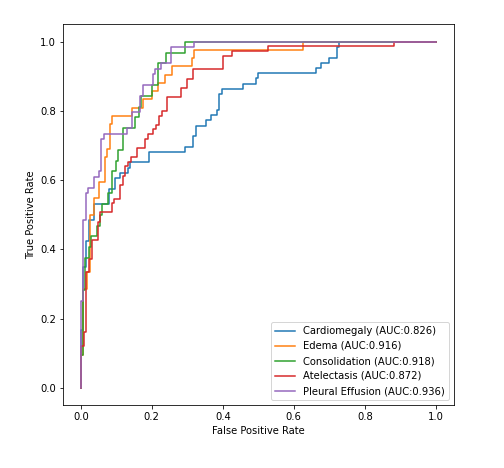 1.0
0.8
0.6
0.4
0.2
0.0
True Positive Rate
Cardiomegaly (AUC:0.826)
Edema (AUC:0.916)
Consolidation (AUC:0.918)
Atelectasis (AUC:0.872)
Pleural Effusion (AUC:0.936)
0.0 0.2 0.4 0.6 0.8 1.0
False Positive Rate